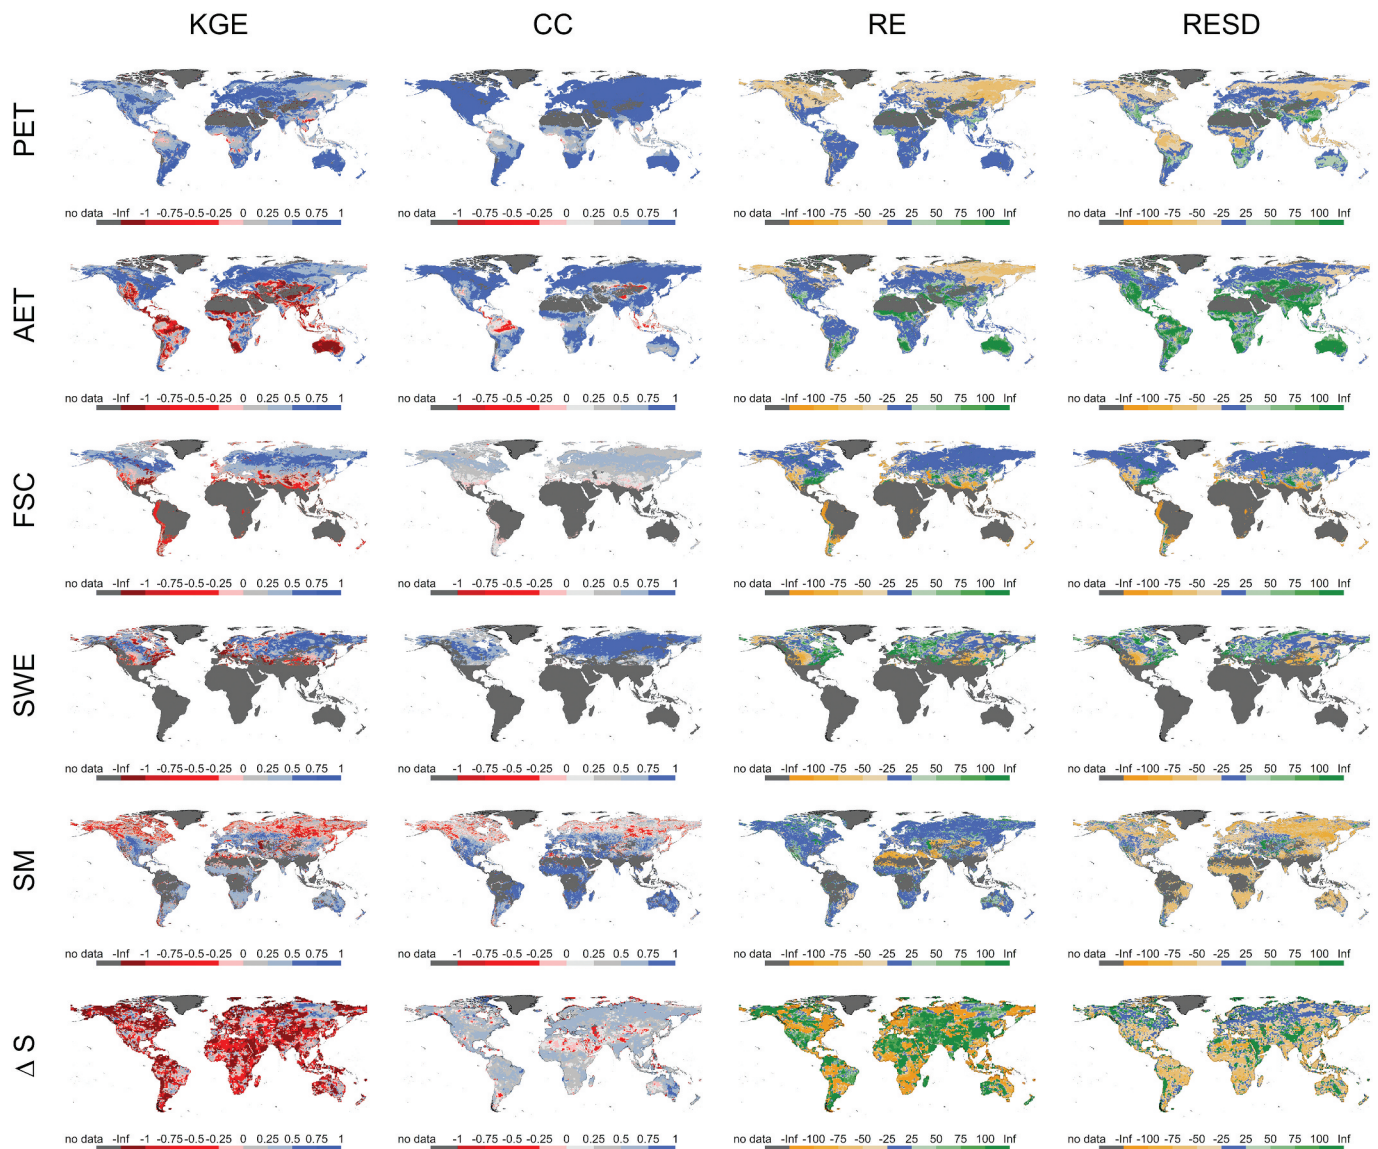 KGE CC RE RESD
PET
no data -Inf -1 -0.75 -0.5 -0.25 0 0.25 0.5 0.75 1 no data -1 -0.75 -0.5 -0.25 0 0.25 0.5 0.75 1 no data -Inf -100 -75 -50 -25 25 50 75 100 Inf no data -Inf -100 -75 -50 -25 25 50 75 100 Inf
AET
no data -Inf -1 -0.75 -0.5 -0.25 0 0.25 0.5 0.75 1 no data -1 -0.75 -0.5 -0.25 0 0.25 0.5 0.75 1 no data -Inf -100 -75 -50 -25 25 50 75 100 Inf no data -Inf -100 -75 -50 -25 25 50 75 100 Inf
FSC
no data -Inf -1 -0.75 -0.5 -0.25 0 0.25 0.5 0.75 1 no data -1 -0.75 -0.5 -0.25 0 0.25 0.5 0.75 1 no data -Inf -100 -75 -50 -25 25 50 75 100 Inf no data -Inf -100 -75 -50 -25 25 50 75 100 Inf
SWE
no data -Inf -1 -0.75 -0.5 -0.25 0 0.25 0.5 0.75 1 no data -1 -0.75 -0.5 -0.25 0 0.25 0.5 0.75 1 no data -Inf -100 -75 -50 -25 25 50 75 100 Inf no data -Inf -100 -75 -50 -25 25 50 75 100 Inf
SM
no data -Inf -1 -0.75 -0.5 -0.25 0 0.25 0.5 0.75 1 no data -1 -0.75 -0.5 -0.25 0 0.25 0.5 0.75 1 no data -Inf -100 -75 -50 -25 25 50 75 100 Inf no data -Inf -100 -75 -50 -25 25 50 75 100 Inf
Δ S
no data -Inf -1 -0.75 -0.5 -0.25 0 0.25 0.5 0.75 1 no data -1 -0.75 -0.5 -0.25 0 0.25 0.5 0.75 1 no data -Inf -100 -75 -50 -25 25 50 75 100 Inf no data -Inf -100 -75 -50 -25 25 50 75 100 Inf